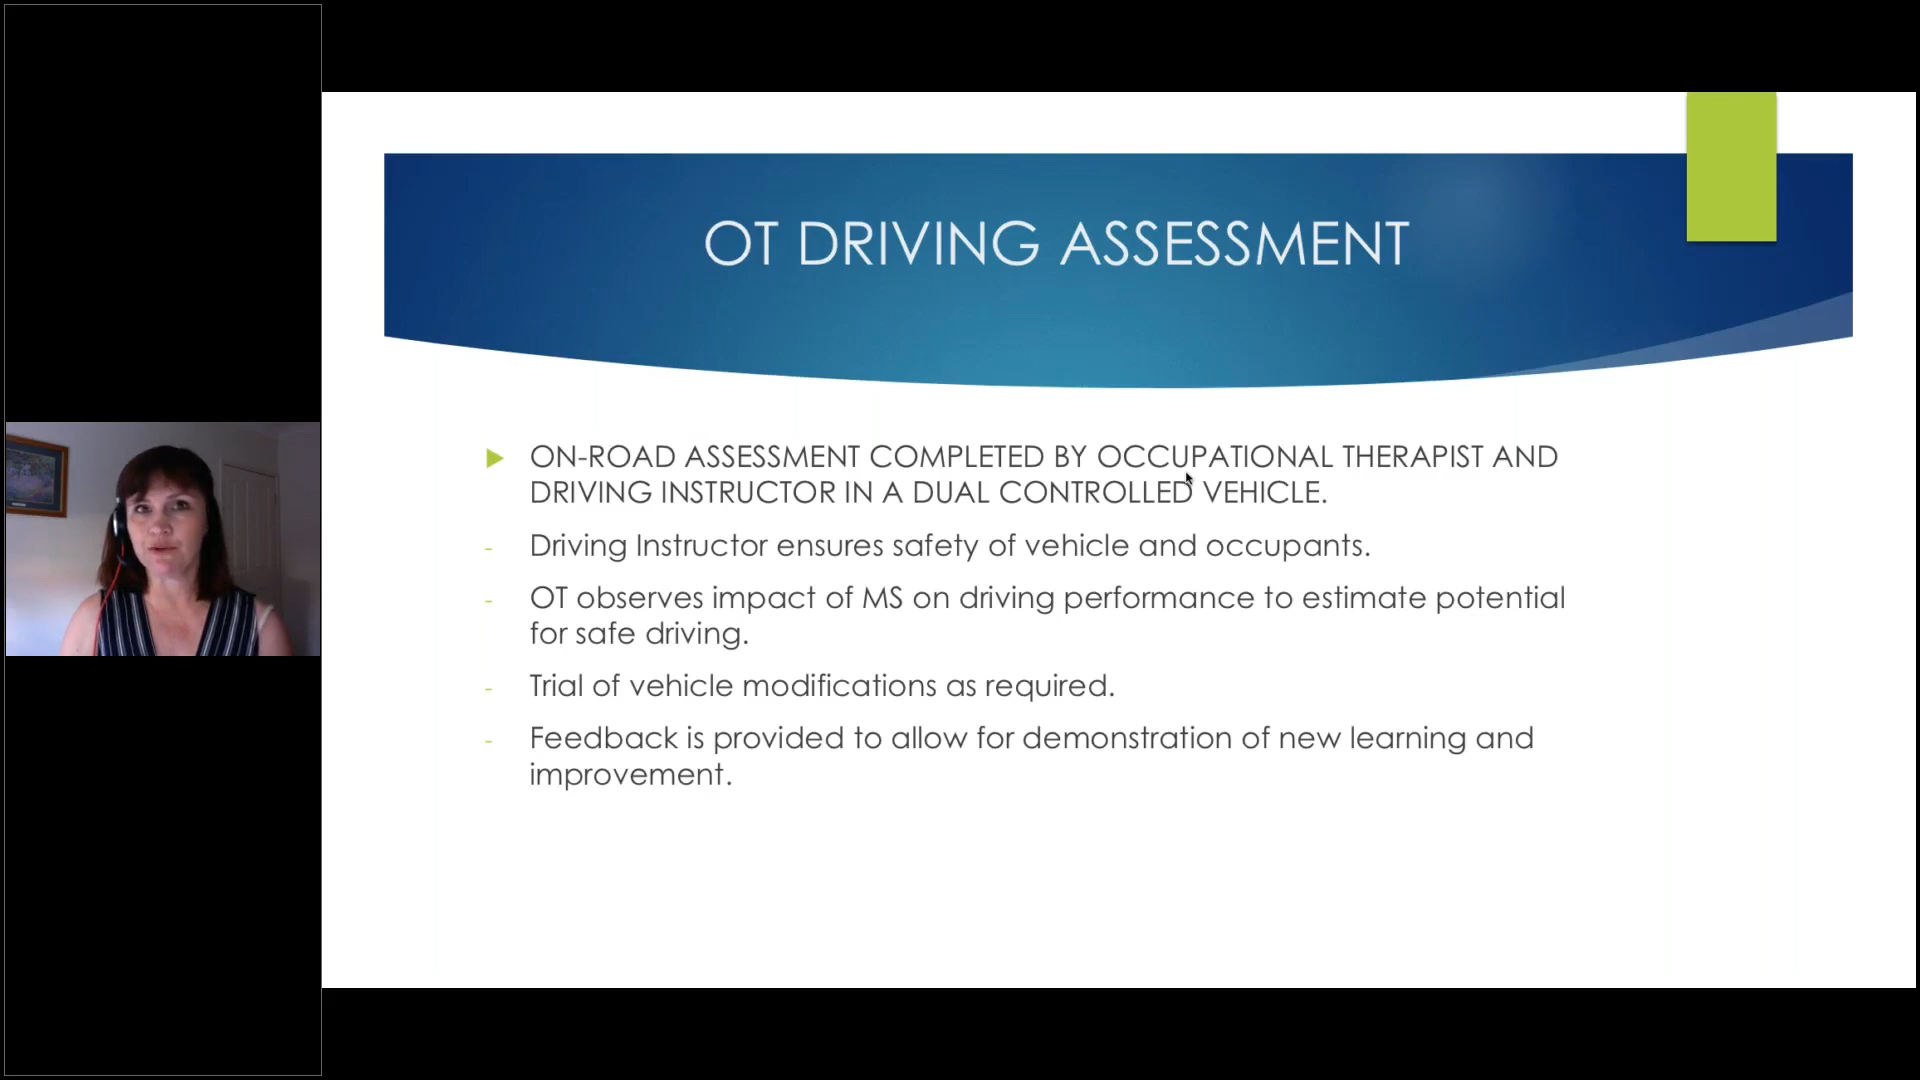 OT DRIVING ASSESSMENT
ON-ROAD ASSESSMENT COMPLETED BY OCCUPATIONAL THERAPIST AND
DRIVING INSTRUCTOR IN A DUAL CONTROLLED VEHICLE.
- Driving Instructor ensures safety of vehicle and occupants.
- OT observes impact of MS on driving performance to estimate potential
for safe driving.
- Trial of vehicle modifications as required.
- Feedback is provided to allow for demonstration of new learning and
improvement.